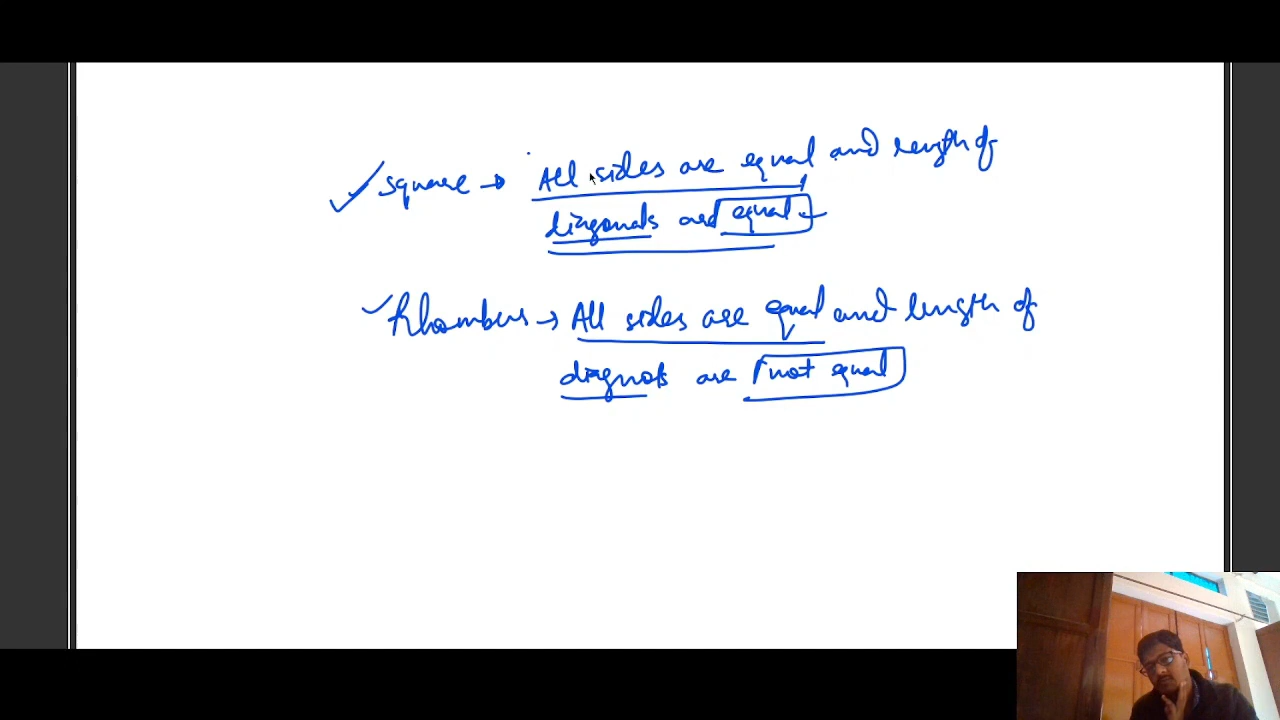 square → All sides are equal and length of
diagonals are equal
Rhombus → All sides are equal and length of
diagnols are not equal